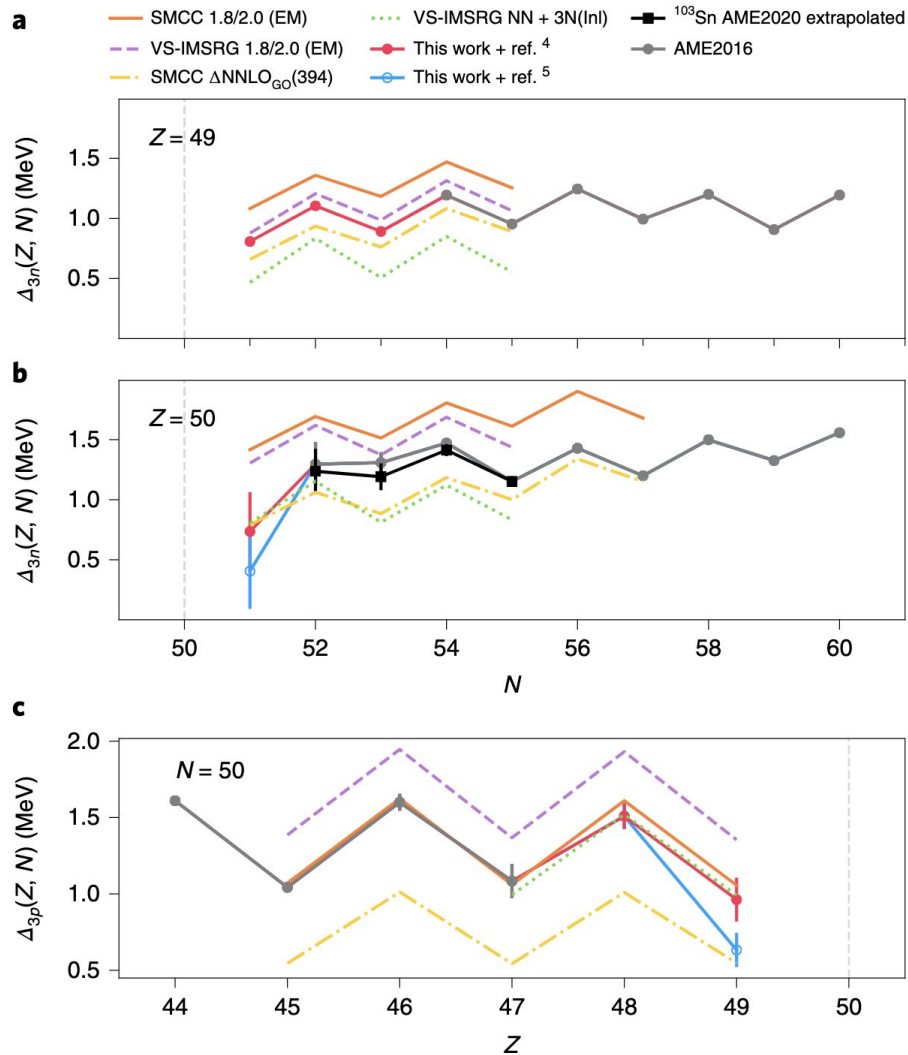 a
SMCC 1.8/2.0 (EM)
VS-IMSRG 1.8/2.0 (EM)
SMCC ΔNNLO_GO(394)
VS-IMSRG NN + 3N(lnl)
This work + ref. ⁴
This work + ref. ⁵
¹⁰³Sn AME2020 extrapolated
AME2016
Z = 49
Δ₃ₙ(Z, N) (MeV)
1.5
1.0
0.5
b
Z = 50
Δ₃ₙ(Z, N) (MeV)
1.5
1.0
0.5
50 52 54 56 58 60
N
c
N = 50
Δ₃ₚ(Z, N) (MeV)
2.0
1.5
1.0
0.5
44 45 46 47 48 49 50
Z